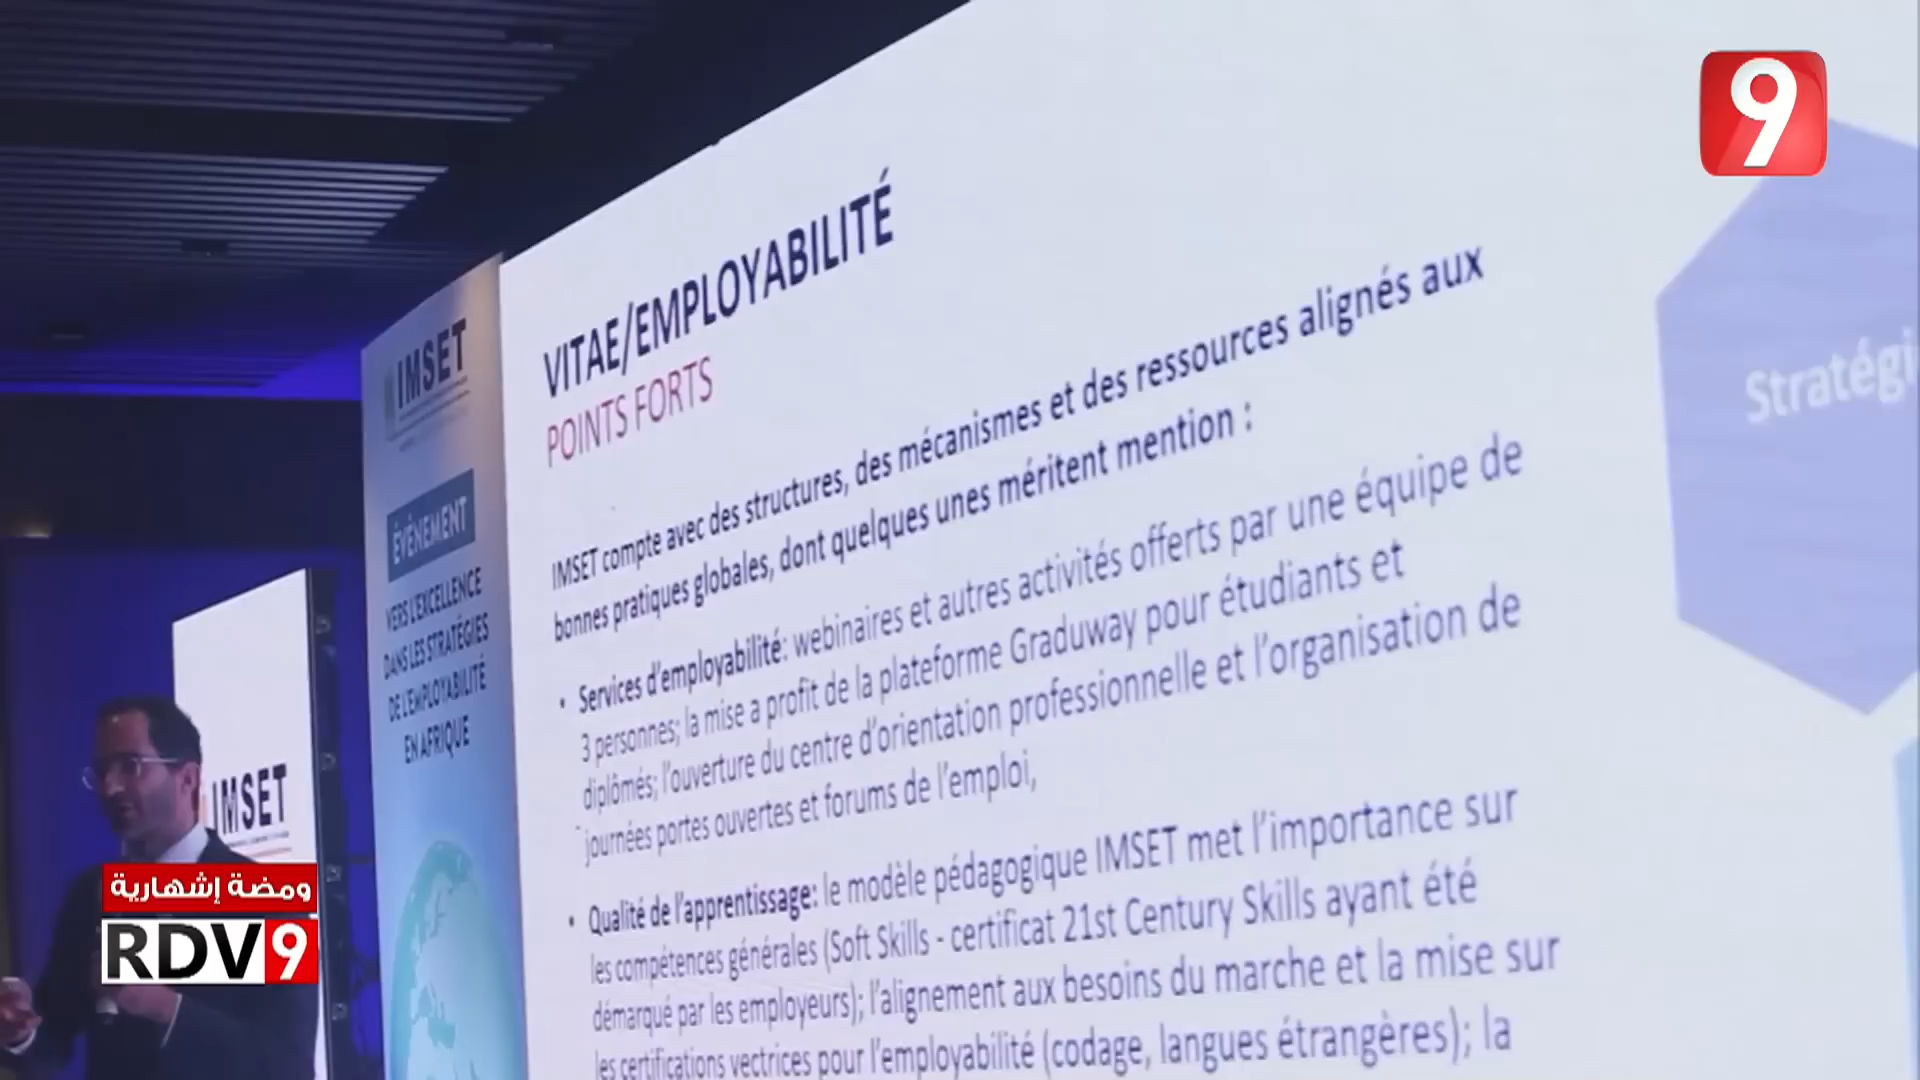 9
VITAE/EMPLOYABILITÉ
POINTS FORTS
IMSET compte avec des structures, des mécanismes et des ressources alignés aux
bonnes pratiques globales, dont quelques unes méritent mention :
• Services d'employabilité: webinaires et autres activités offerts par une équipe de
3 personnes; la mise a profit de la plateforme Graduway pour étudiants et
diplômés; l'ouverture du centre d'orientation professionnelle et l'organisation de
journées portes ouvertes et forums de l'emploi,
• Qualité de l'apprentissage: le modèle pédagogique IMSET met l'importance sur
les compétences générales (Soft Skills - certificat 21st Century Skills ayant été
démarqué par les employeurs); l'alignement aux besoins du marche et la mise sur
les certifications vectrices pour l'employabilité (codage, langues étrangères); la
Stratégi
IMSET
ÉVÉNEMENT
VERS L'EXCELLENCE
DANS LES STRATÉGIES
DE L'EMPLOYABILITÉ
EN AFRIQUE
IMSET
ومضة إشهارية
RDV9